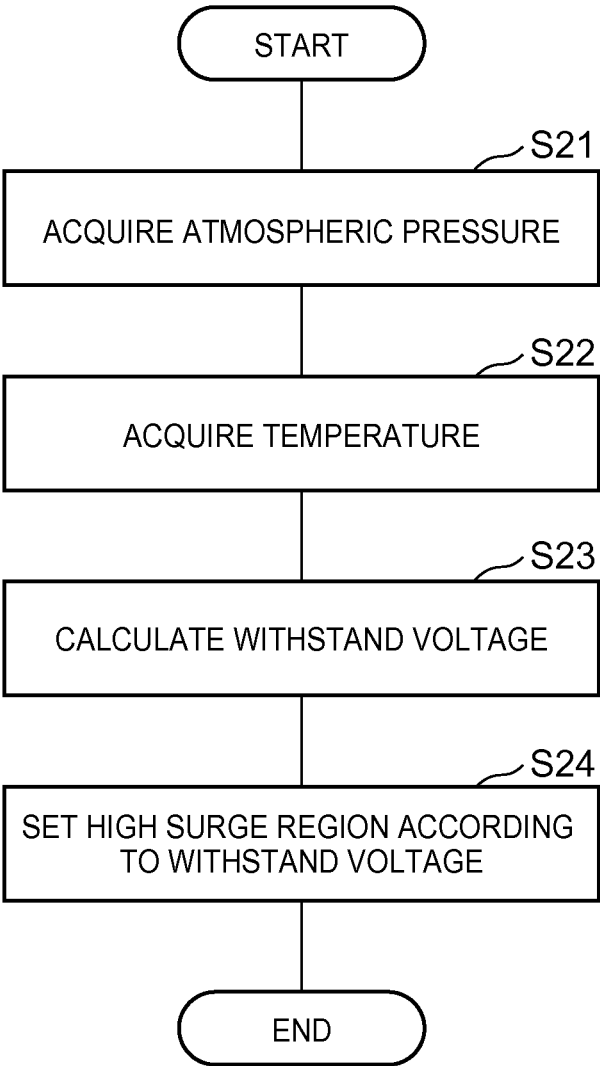 START
S21
ACQUIRE ATMOSPHERIC PRESSURE
S22
ACQUIRE TEMPERATURE
S23
CALCULATE WITHSTAND VOLTAGE
S24
SET HIGH SURGE REGION ACCORDING
TO WITHSTAND VOLTAGE
END